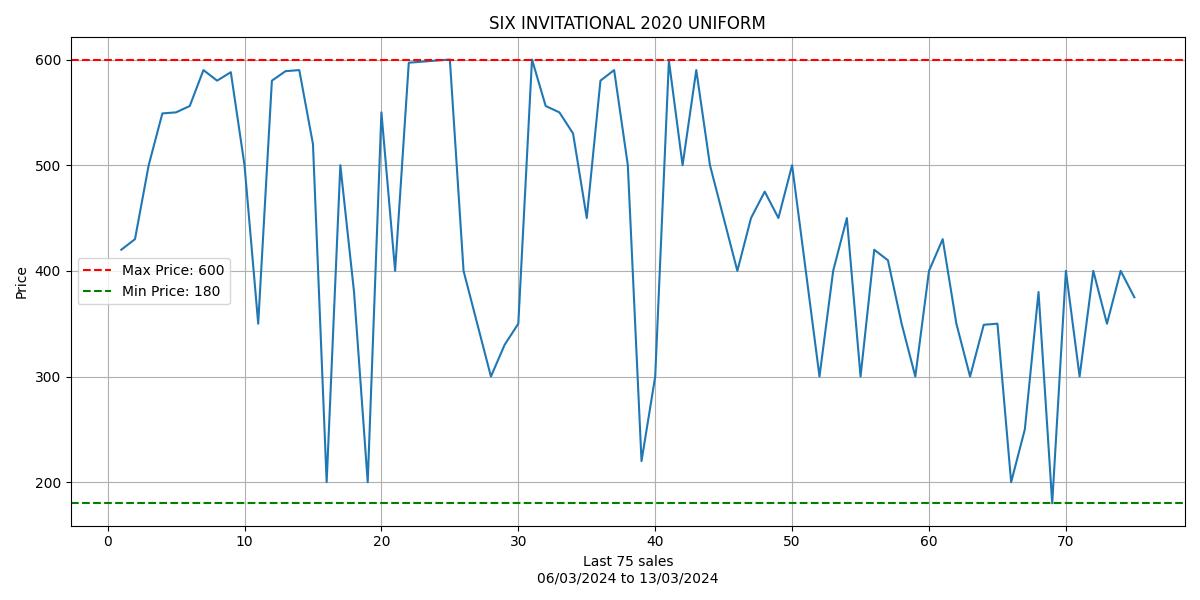 SIX INVITATIONAL 2020 UNIFORM
600
500
400
300
200
Price
Max Price: 600
Min Price: 180
0 10 20 30 40 50 60 70
Last 75 sales
06/03/2024 to 13/03/2024